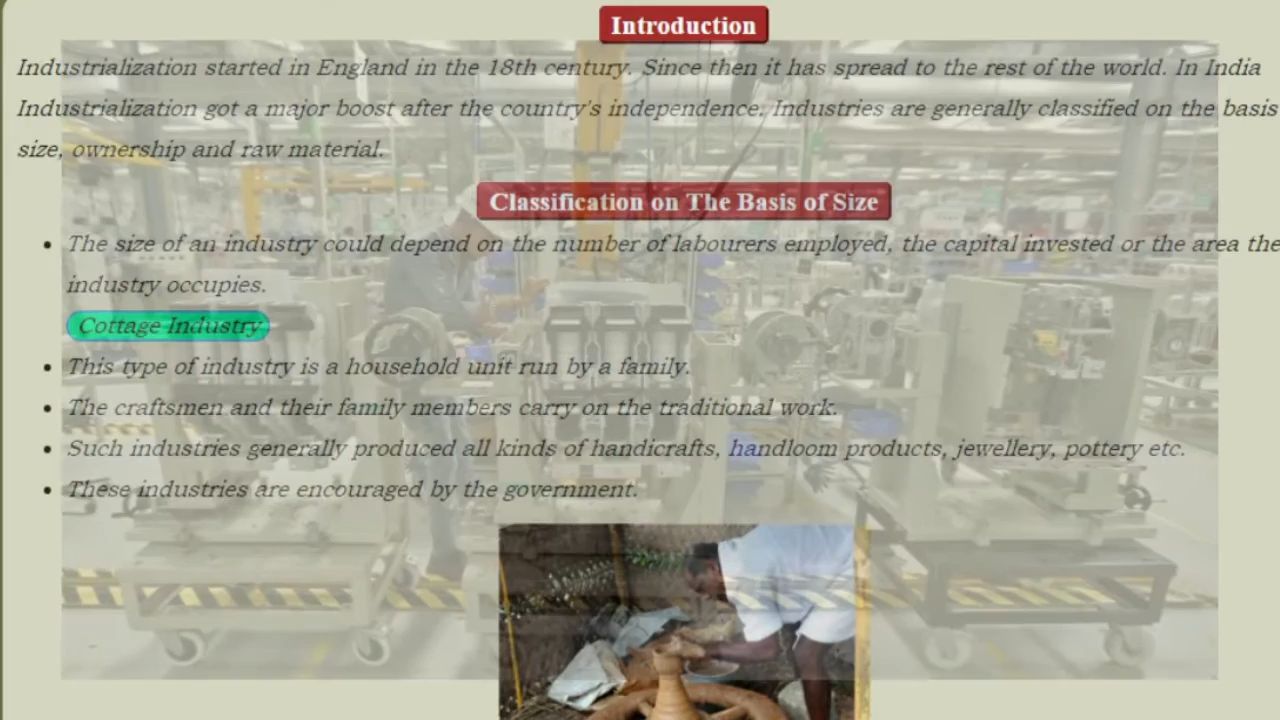 Introduction
Industrialization started in England in the 18th century. Since then it has spread to the rest of the world. In India
Industrialization got a major boost after the country's independence. Industries are generally classified on the basis
size, ownership and raw material.
Classification on The Basis of Size
• The size of an industry could depend on the number of labourers employed, the capital invested or the area the
industry occupies.
Cottage Industry
• This type of industry is a household unit run by a family.
• The craftsmen and their family members carry on the traditional work.
• Such industries generally produced all kinds of handicrafts, handloom products, jewellery, pottery etc.
• These industries are encouraged by the government.